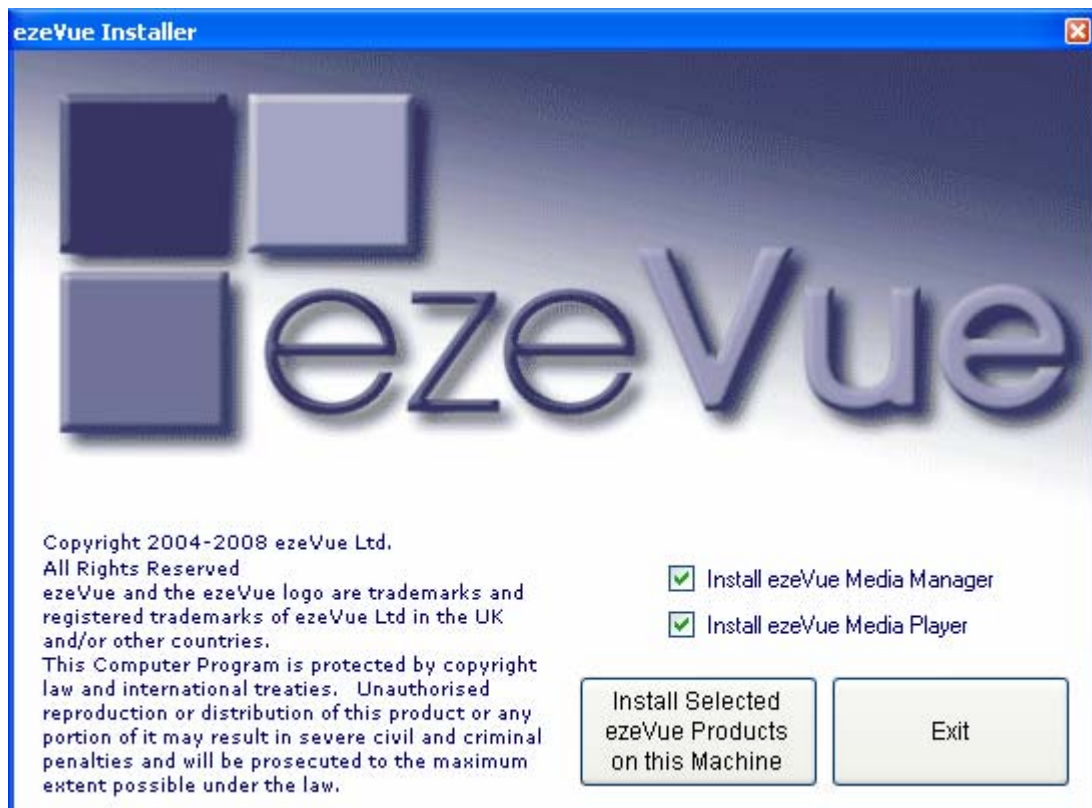 ezeVue Installer
ezeVue
Copyright 2004-2008 ezeVue Ltd.
All Rights Reserved
ezeVue and the ezeVue logo are trademarks and
registered trademarks of ezeVue Ltd in the UK
and/or other countries.
This Computer Program is protected by copyright
law and international treaties. Unauthorised
reproduction or distribution of this product or any
portion of it may result in severe civil and criminal
penalties and will be prosecuted to the maximum
extent possible under the law.
Install ezeVue Media Manager
Install ezeVue Media Player
Install Selected
ezeVue Products
on this Machine
Exit